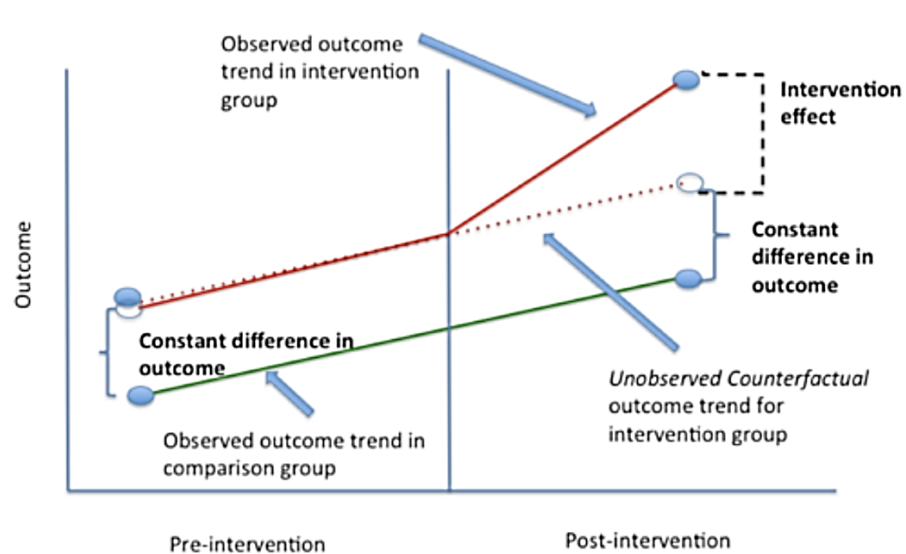 Observed outcome
trend in intervention
group
Intervention
effect
Outcome
Constant
difference in
outcome
Constant difference in
outcome
Unobserved Counterfactual
outcome trend for
intervention group
Observed outcome trend in
comparison group
Pre-intervention
Post-intervention